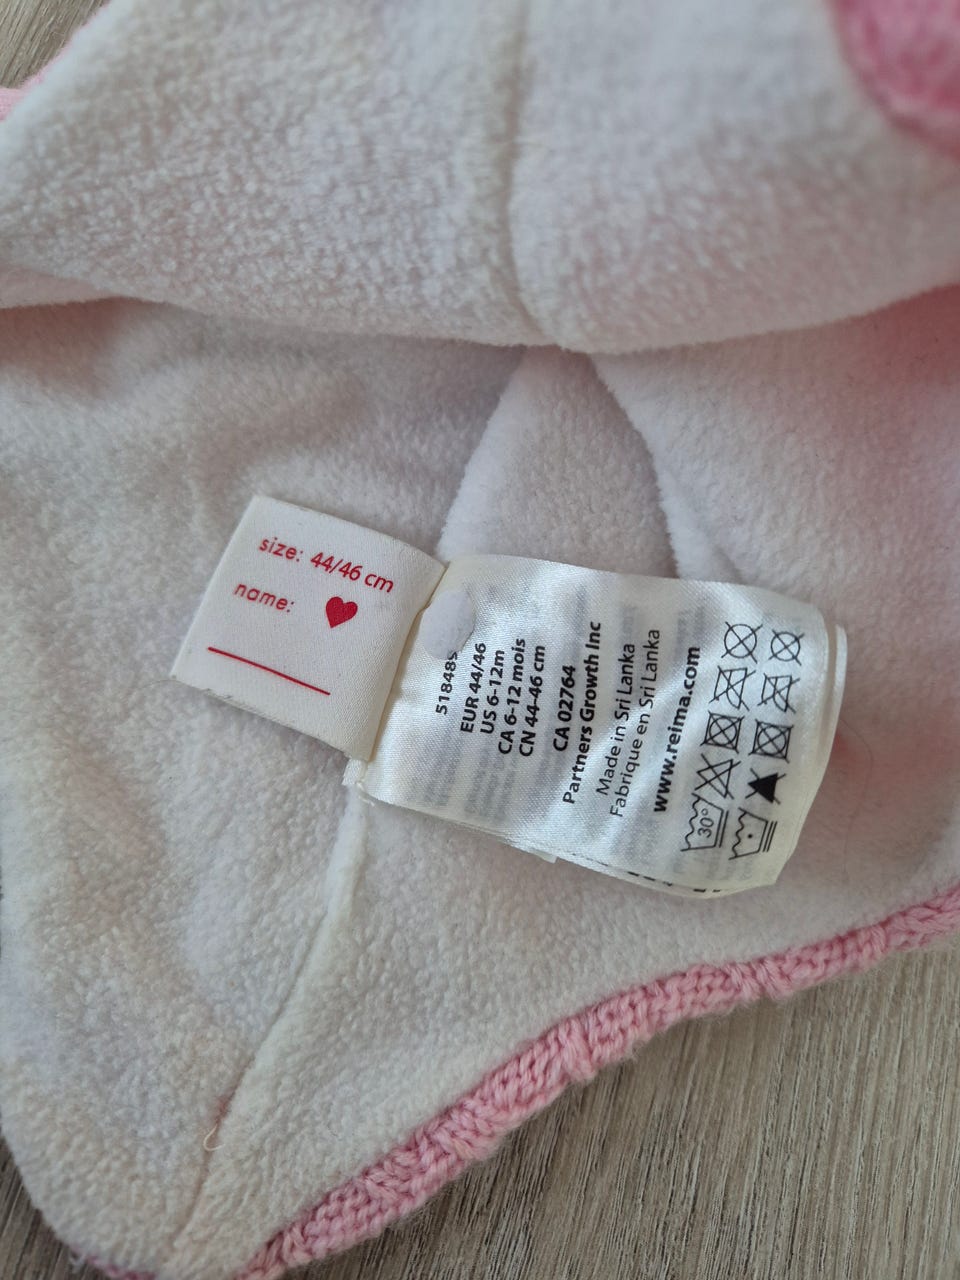 size: 44/46 cm
name:
EUR 44/46
US 6-12m
CA 6-12 mois
CN 44-46 cm
CA 02764
Partners Growth Inc
Made in Sri Lanka
Fabrique en Sri Lanka
www.reima.com
30°